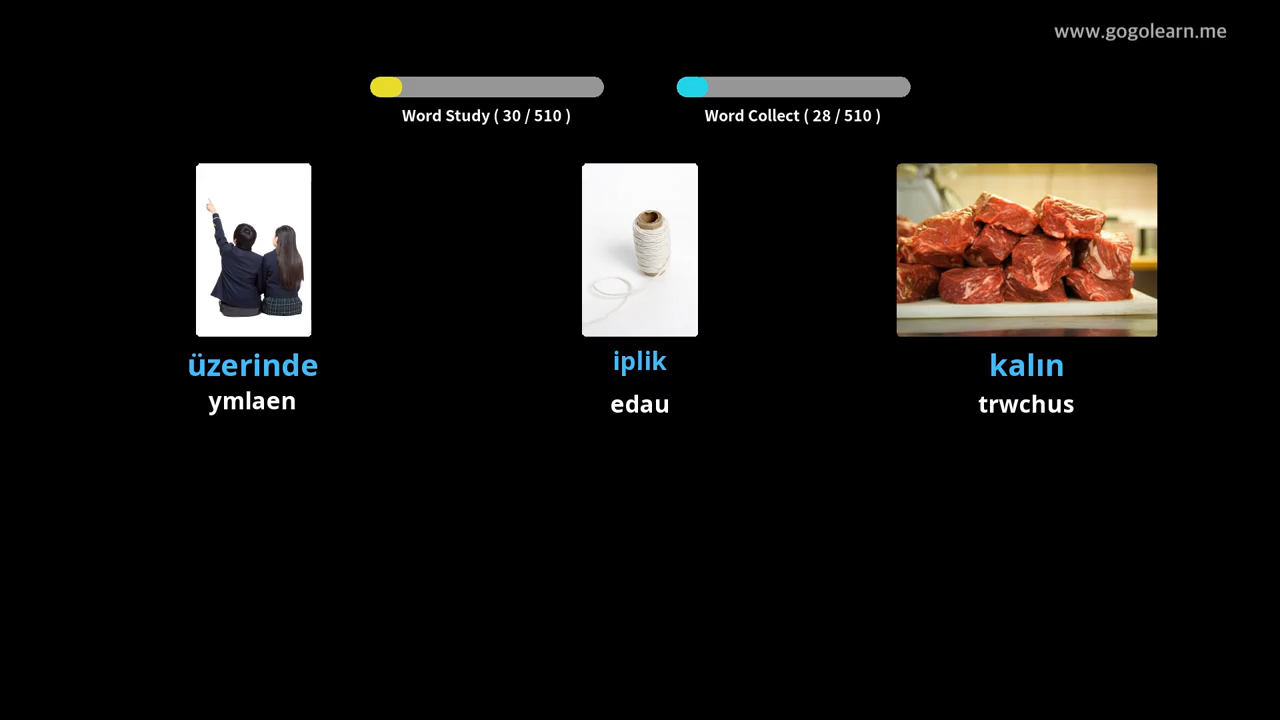 www.gogolearn.me
Word Study ( 30 / 510 )
Word Collect ( 28 / 510 )
üzerinde
ymlaen
iplik
edau
kalın
trwchus